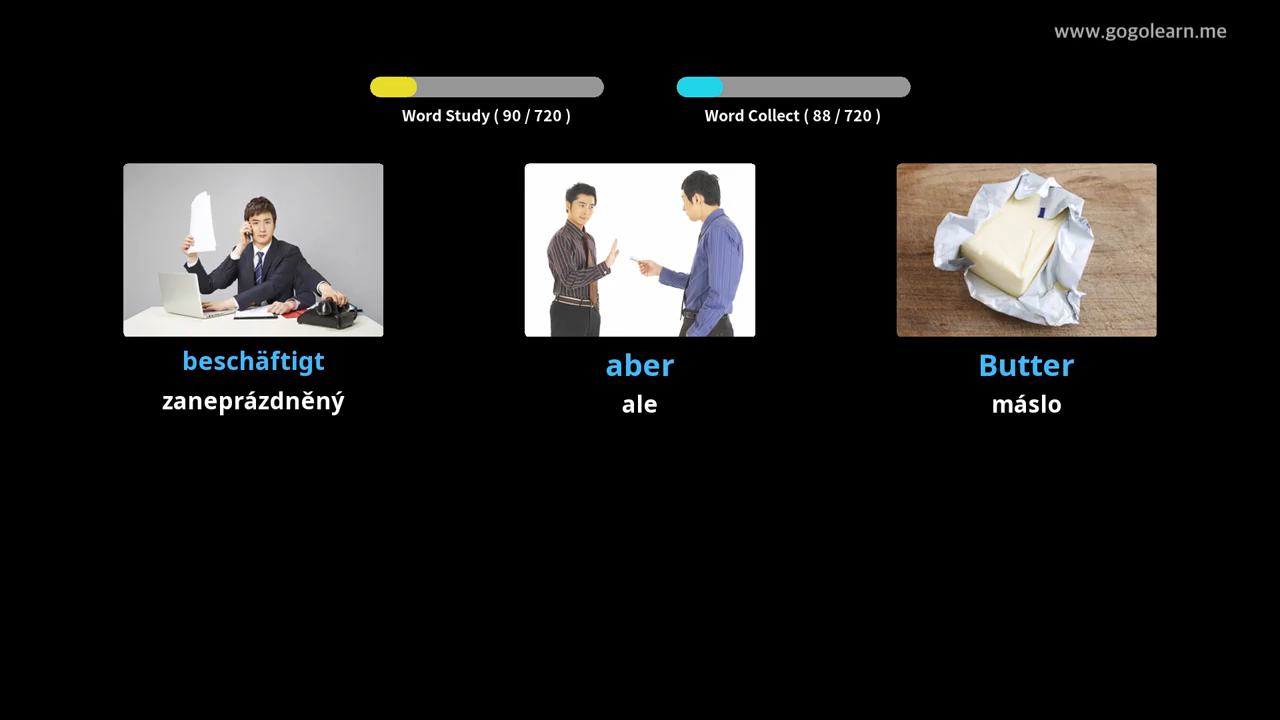 www.gogolearn.me
Word Study ( 90 / 720 )
Word Collect ( 88 / 720 )
beschäftigt
zaneprázdněný
aber
ale
Butter
máslo